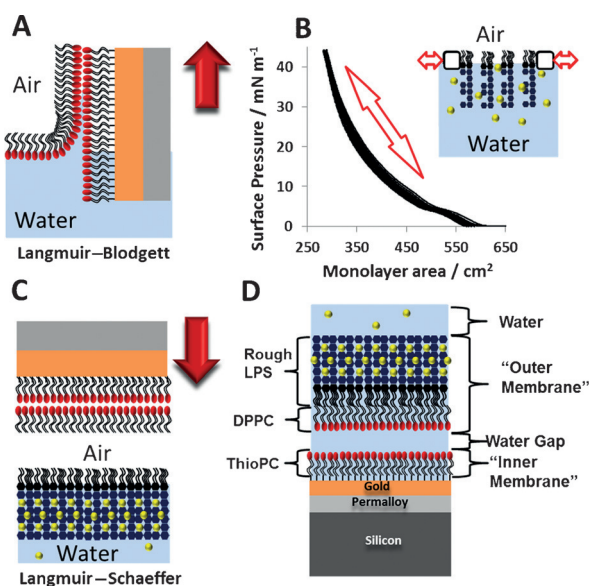 A
Air
Water
Langmuir–Blodgett
B
Surface Pressure / mN m⁻¹
40
30
20
10
0
250
350
450
550
650
Monolayer area / cm²
Air
Water
C
Air
Water
Langmuir–Schaeffer
D
Rough
LPS
DPPC
ThioPC
Water
“Outer
Membrane”
Water Gap
“Inner
Membrane”
Gold
Permalloy
Silicon